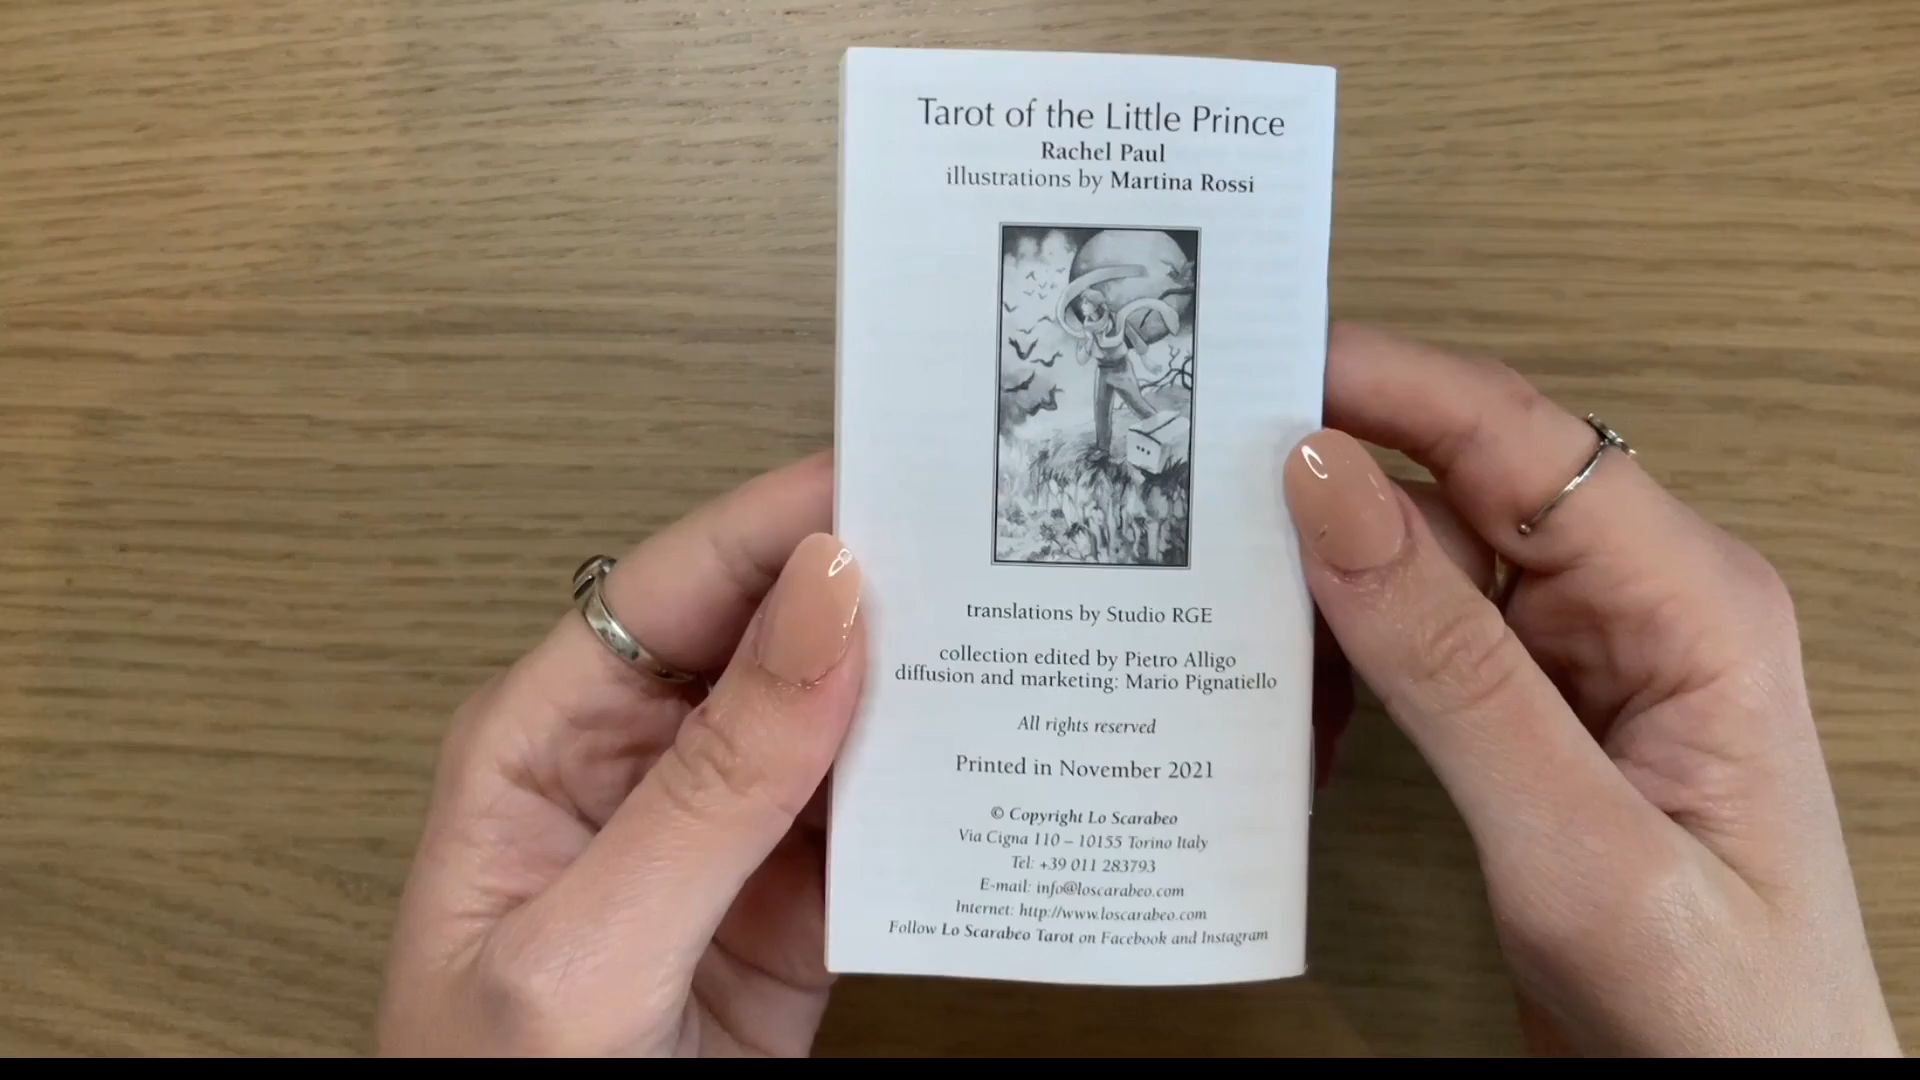 Tarot of the Little Prince
Rachel Paul
illustrations by Martina Rossi
translations by Studio RGE
collection edited by Pietro Alligo
diffusion and marketing: Mario Pignatiello
All rights reserved
Printed in November 2021
© Copyright Lo Scarabeo
Via Cigna 110 – 10155 Torino Italy
Tel: +39 011 283793
E-mail: info@loscarabeo.com
Internet: http://www.loscarabeo.com
Follow Lo Scarabeo Tarot on Facebook and Instagram